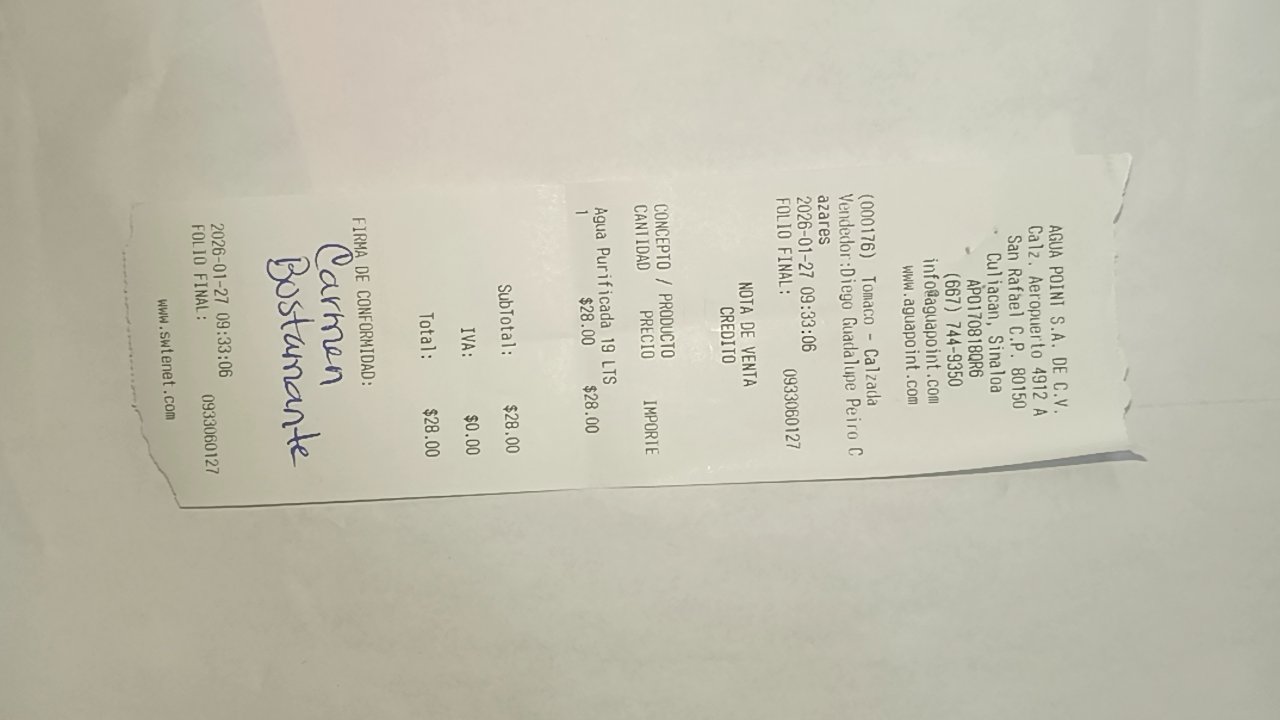 AGUA POINT S.A. DE C.V.
Calz. Aeropuerto 4912 A
San Rafael C.P. 80150
Culiacan, Sinaloa
APO170818QR6
(667) 744-9350
info@aguapoint.com
www.aguapoint.com
(000176) Tomaco - Calzada
Vendedor:Diego Guadalupe Peiro C
azares
2026-01-27 09:33:06
FOLIO FINAL: 0933060127
NOTA DE VENTA
CREDITO
CONCEPTO / PRODUCTO
CANTIDAD PRECIO IMPORTE
Agua Purificada 19 LTS
1 $28.00 $28.00
SubTotal: $28.00
IVA: $0.00
Total: $28.00
FIRMA DE CONFORMIDAD:
Carmen
Bostamante
2026-01-27 09:33:06
FOLIO FINAL: 0933060127
www.swtenet.com